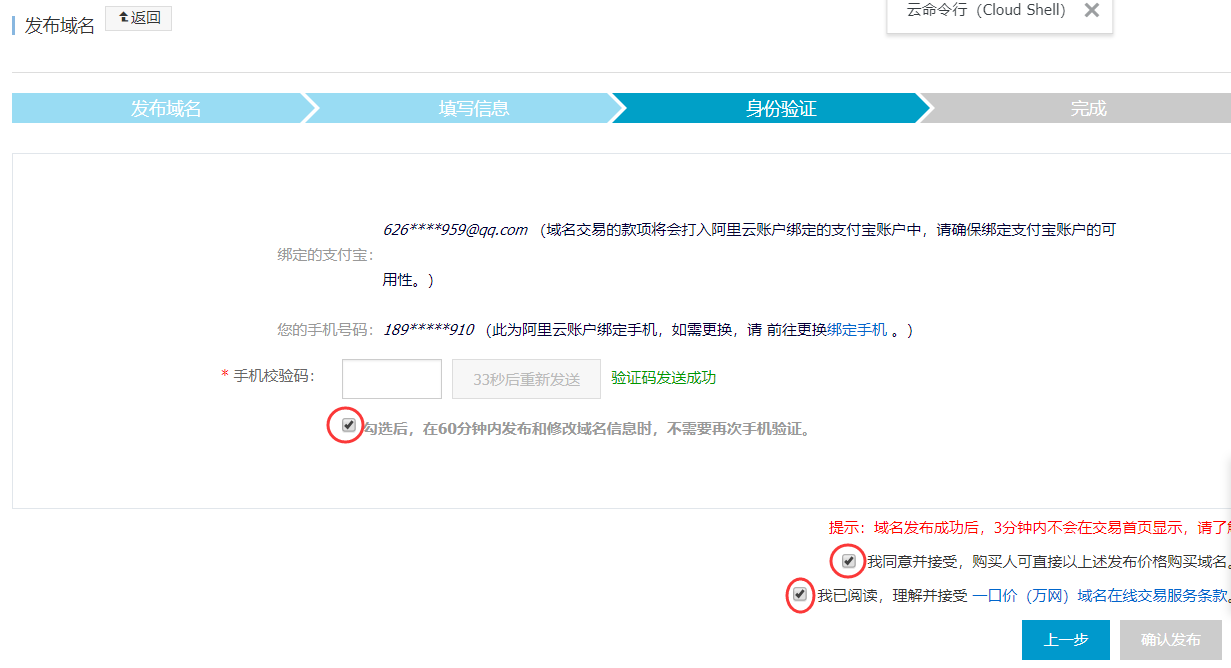 发布域名 返回
云命令行（Cloud Shell）
发布域名 填写信息 身份验证 完成
626****959@qq.com （域名交易的款项将会打入阿里云账户绑定的支付宝账户中，请确保绑定支付宝账户的可
绑定的支付宝：
用性。）
您的手机号码： 189*****910 （此为阿里云账户绑定手机，如需更换，请 前往更换绑定手机 。）
* 手机校验码： 33秒后重新发送 验证码发送成功
勾选后，在60分钟内发布和修改域名信息时，不需要再次手机验证。
提示：域名发布成功后，3分钟内不会在交易首页显示，请了
我同意并接受，购买人可直接以上述发布价格购买域名。
我已阅读，理解并接受 一口价（万网）域名在线交易服务条款。
上一步 确认发布